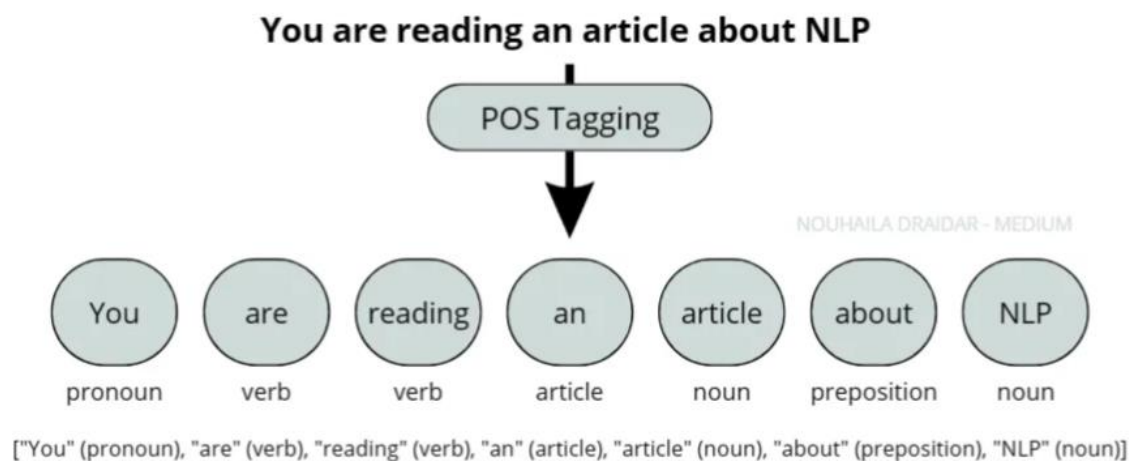 You are reading an article about NLP
POS Tagging
NOUHAILA DRAIDAR - MEDIUM
You are reading an article about NLP
pronoun verb verb article noun preposition noun
["You" (pronoun), "are" (verb), "reading" (verb), "an" (article), "article" (noun), "about" (preposition), "NLP" (noun)]